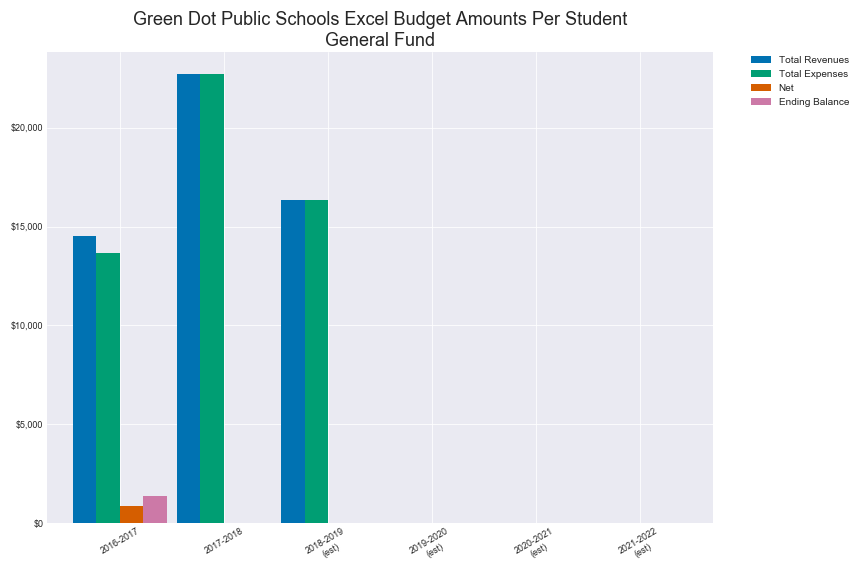 Green Dot Public Schools Excel Budget Amounts Per Student
General Fund
Total Revenues
Total Expenses
Net
Ending Balance
$20,000
$15,000
$10,000
$5,000
$0
2016-2017
2017-2018
2018-2019
(est)
2019-2020
(est)
2020-2021
(est)
2021-2022
(est)